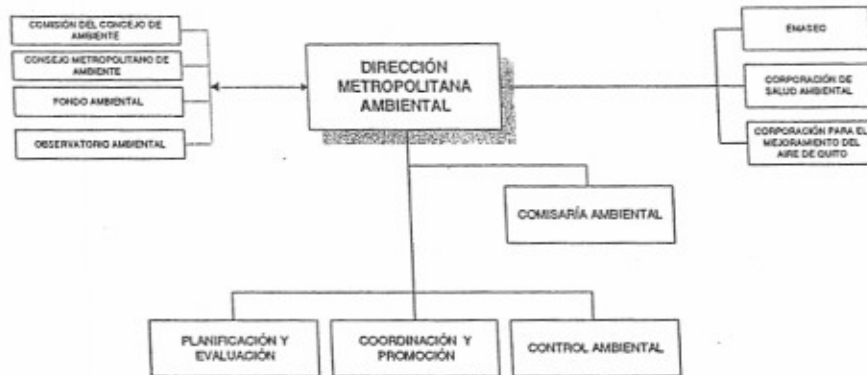 COMISIÓN DEL CONCEJO DE
AMBIENTE
CONSEJO METROPOLITANO DE
AMBIENTE
FONDO AMBIENTAL
OBSERVATORIO AMBIENTAL
DIRECCIÓN
METROPOLITANA
AMBIENTAL
EMASEO
CORPORACIÓN DE
SALUD AMBIENTAL
CORPORACIÓN PARA EL
MEJORAMIENTO DEL
AIRE DE QUITO
COMISARÍA AMBIENTAL
PLANIFICACIÓN Y
EVALUACIÓN
COORDINACIÓN Y
PROMOCIÓN
CONTROL AMBIENTAL